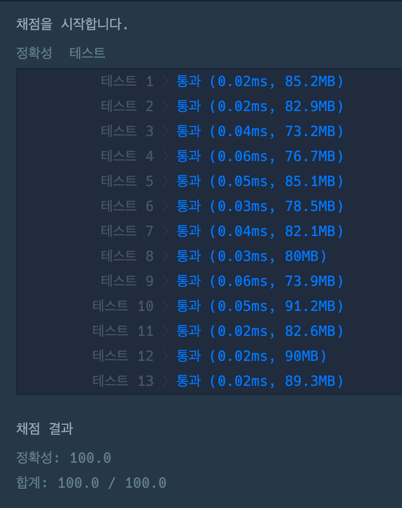 채점을 시작합니다.
정확성 테스트
테스트 1 〉 통과 (0.02ms, 85.2MB)
테스트 2 〉 통과 (0.02ms, 82.9MB)
테스트 3 〉 통과 (0.04ms, 73.2MB)
테스트 4 〉 통과 (0.06ms, 76.7MB)
테스트 5 〉 통과 (0.05ms, 85.1MB)
테스트 6 〉 통과 (0.03ms, 78.5MB)
테스트 7 〉 통과 (0.04ms, 82.1MB)
테스트 8 〉 통과 (0.03ms, 80MB)
테스트 9 〉 통과 (0.06ms, 73.9MB)
테스트 10 〉 통과 (0.05ms, 91.2MB)
테스트 11 〉 통과 (0.02ms, 82.6MB)
테스트 12 〉 통과 (0.02ms, 90MB)
테스트 13 〉 통과 (0.02ms, 89.3MB)
채점 결과
정확성: 100.0
합계: 100.0 / 100.0